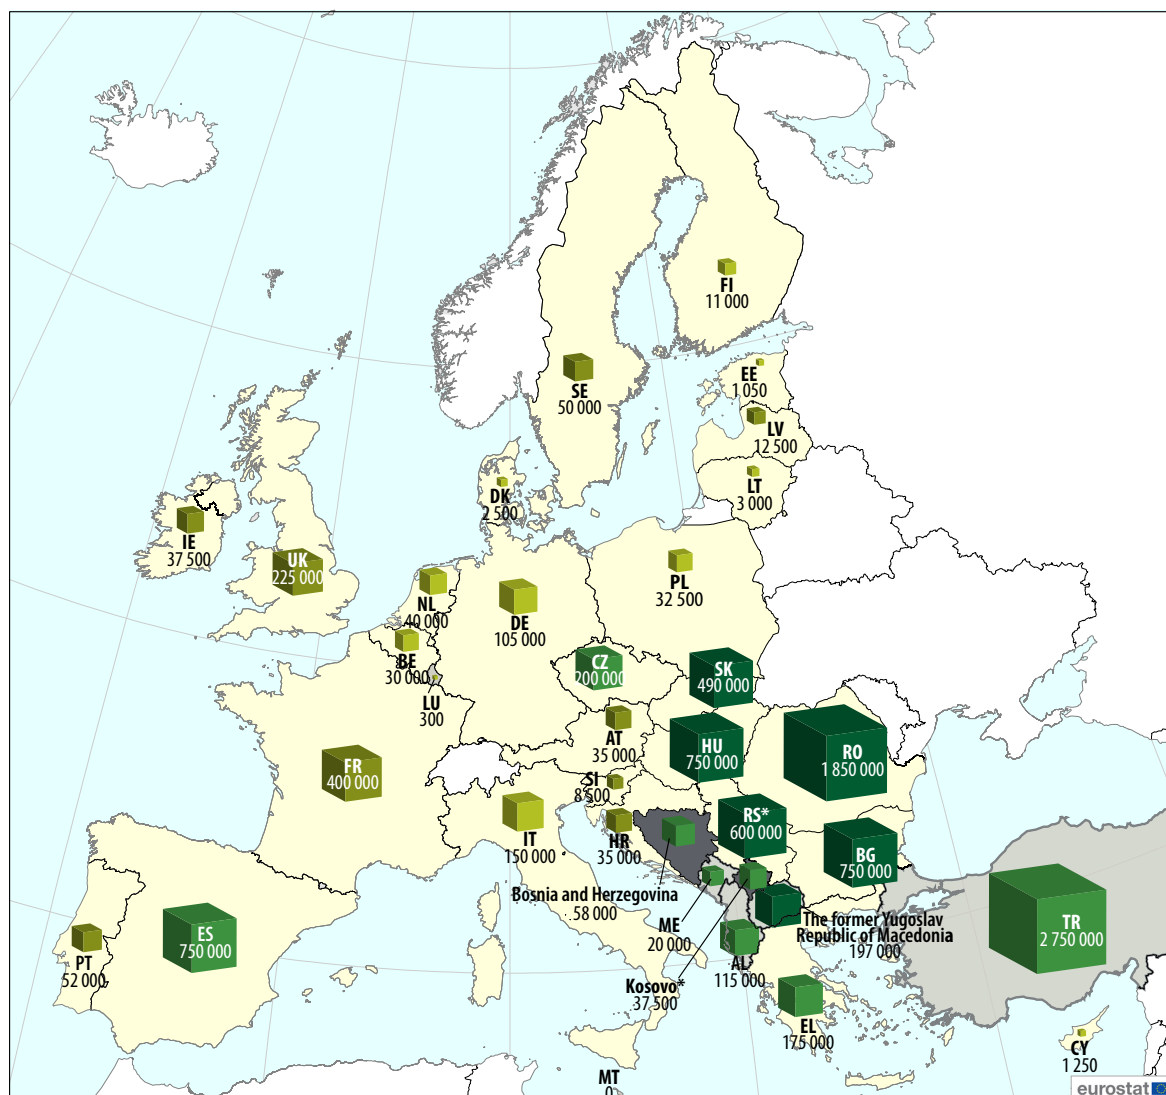 FI
11 000
SE
50 000
EE
1 050
LV
12 500
LT
3 000
DK
2 500
IE
37 500
UK
225 000
NL
40 000
DE
105 000
PL
32 500
BE
30 000
LU
300
CZ
200 000
SK
490 000
AT
35 000
HU
750 000
RO
1 850 000
FR
400 000
SI
8 500
IT
150 000
HR
35 000
RS*
600 000
BG
750 000
Bosnia and Herzegovina
58 000
ME
20 000
The former Yugoslav
Republic of Macedonia
197 000
TR
2 750 000
ES
750 000
PT
52 000
AL
115 000
Kosovo*
37 500
EL
175 000
CY
1 250
MT
0
eurostat